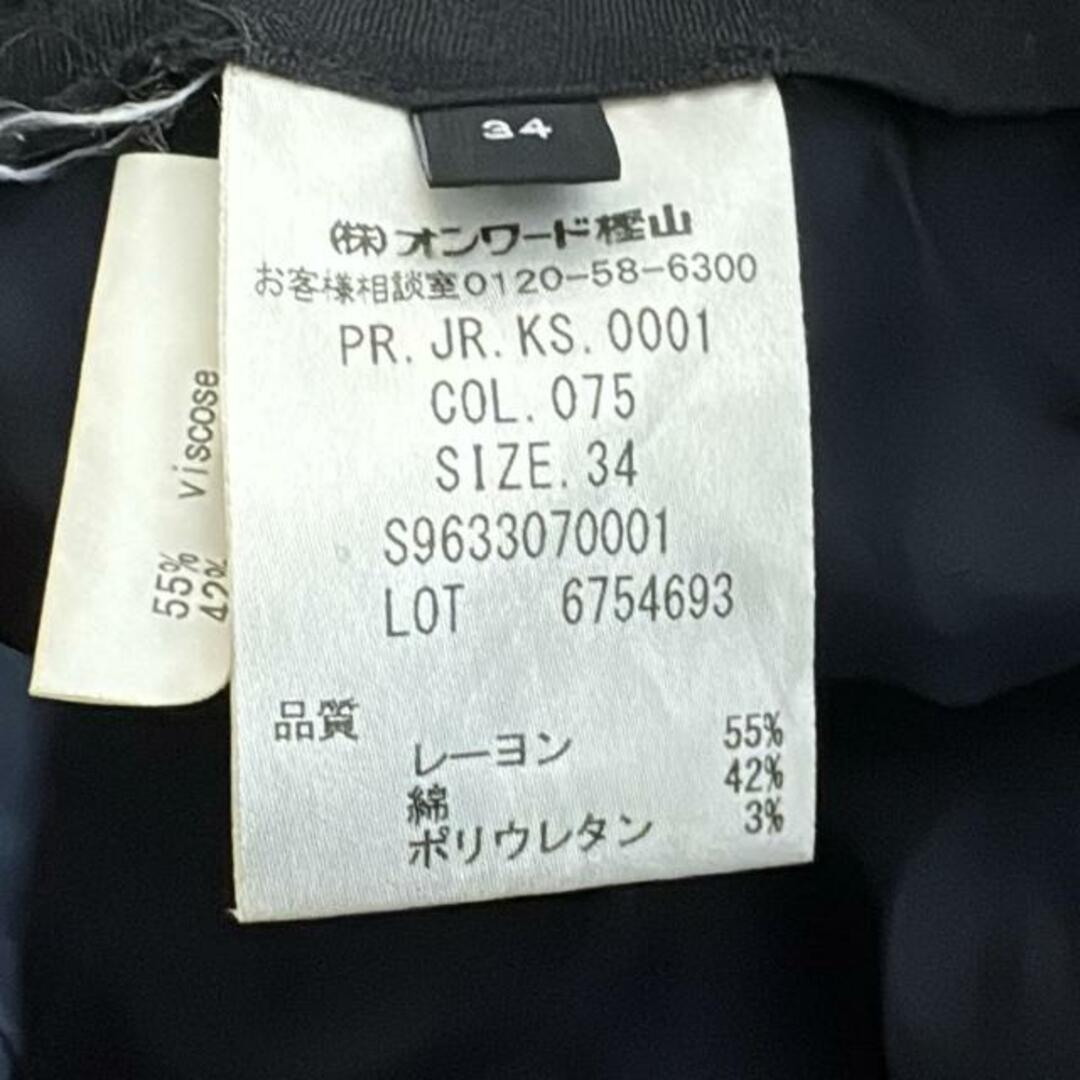 34
(株)オンワード樫山
お客様相談室0120-58-6300
PR. JR. KS. 0001
COL. 075
SIZE. 34
S9633070001
LOT 6754693
品質
レーヨン 55%
綿 42%
ポリウレタン 3%
55% viscose
42%